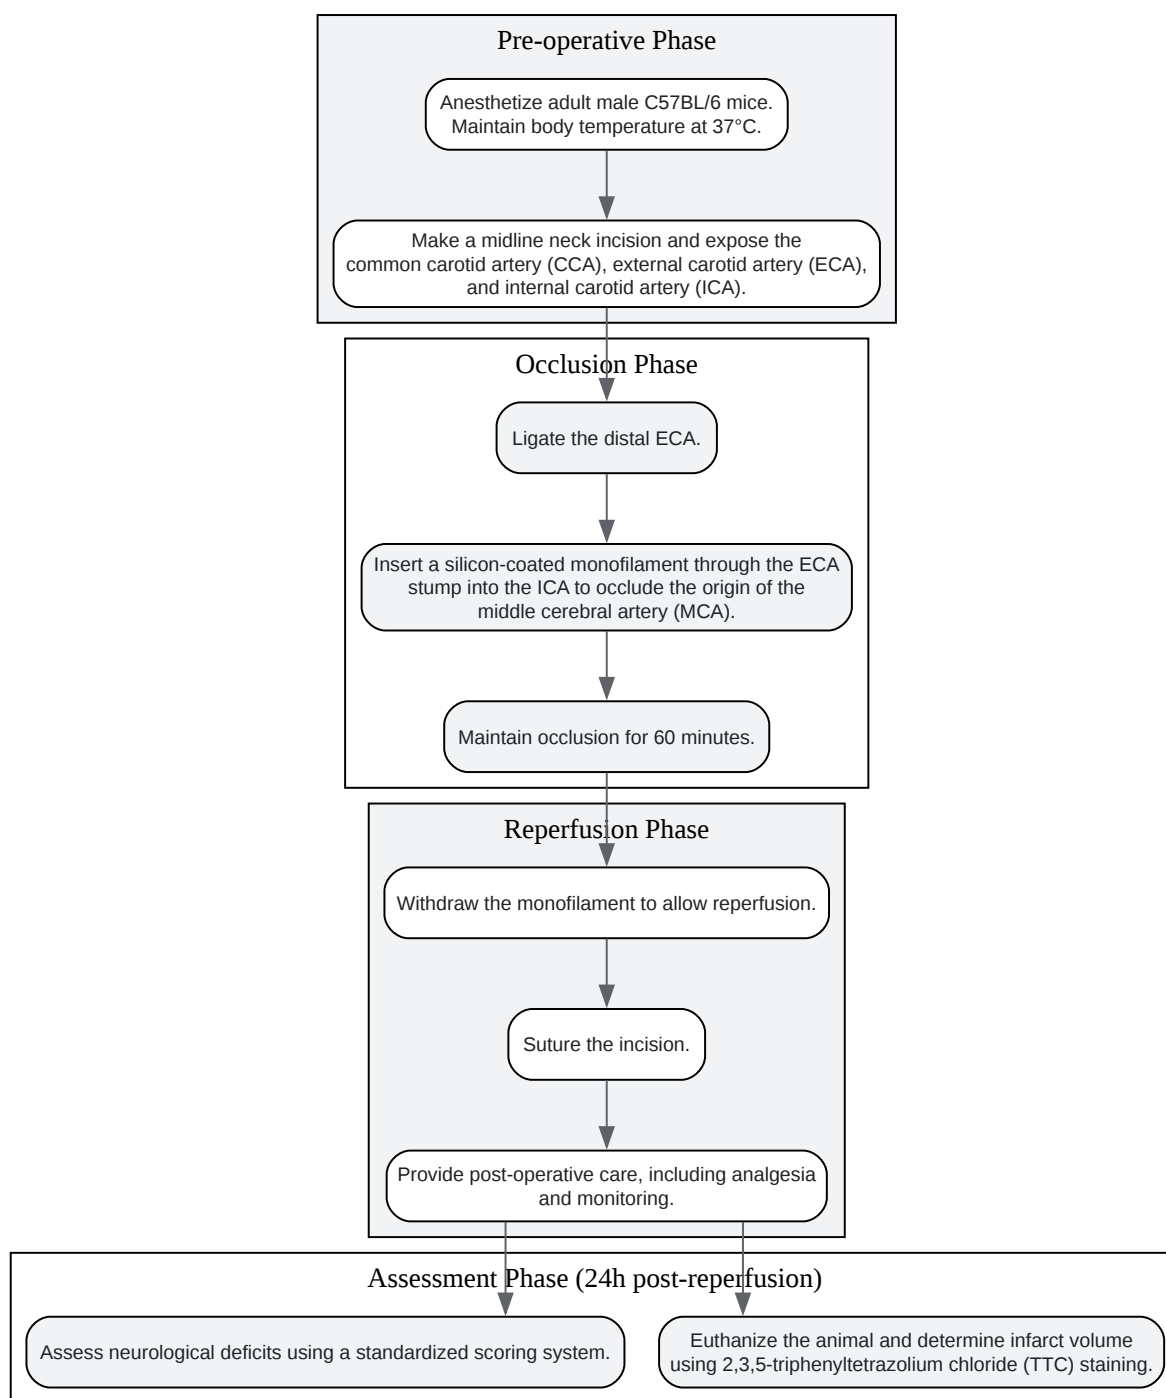 Pre-operative Phase
Anesthetize adult male C57BL/6 mice.
Maintain body temperature at 37°C.
Make a midline neck incision and expose the
common carotid artery (CCA), external carotid artery (ECA),
and internal carotid artery (ICA).
Occlusion Phase
Ligate the distal ECA.
Insert a silicon-coated monofilament through the ECA
stump into the ICA to occlude the origin of the
middle cerebral artery (MCA).
Maintain occlusion for 60 minutes.
Reperfusion Phase
Withdraw the monofilament to allow reperfusion.
Suture the incision.
Provide post-operative care, including analgesia
and monitoring.
Assessment Phase (24h post-reperfusion)
Assess neurological deficits using a standardized scoring system.
Euthanize the animal and determine infarct volume
using 2,3,5-triphenyltetrazolium chloride (TTC) staining.